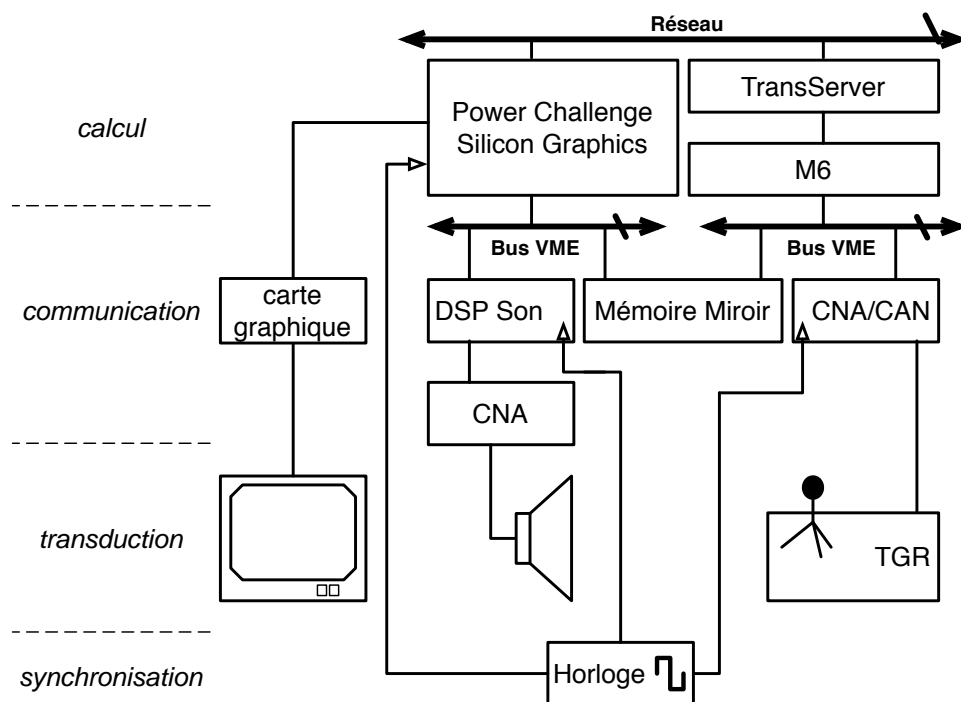 Réseau
calcul
Power Challenge
Silicon Graphics
TransServer
M6
Bus VME
Bus VME
communication
carte
graphique
DSP Son
Mémoire Miroir
CNA/CAN
CNA
transduction
TGR
synchronisation
Horloge